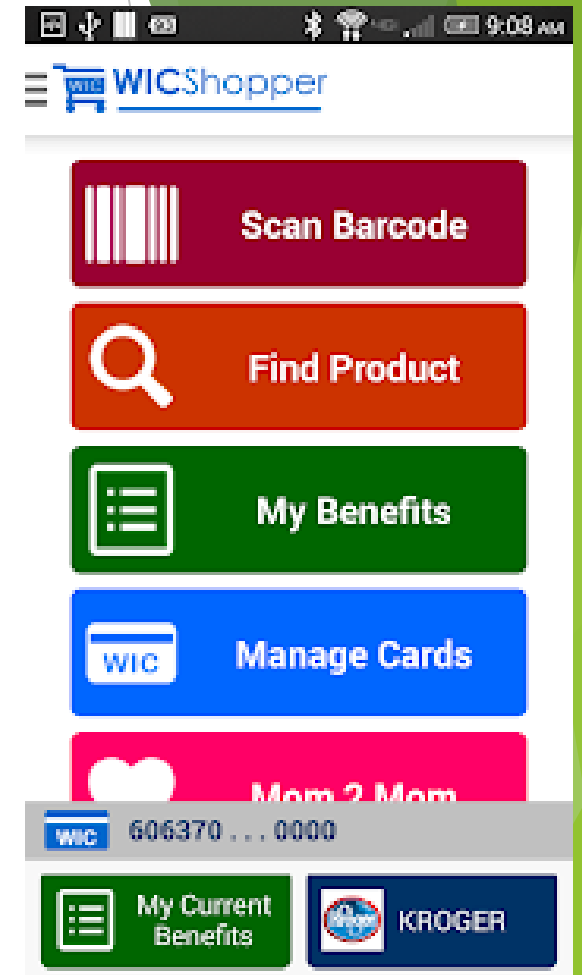 9:08 AM
WIC WICShopper
Scan Barcode
Find Product
My Benefits
WIC Manage Cards
Mom 2 Mom
WIC 606370 . . . 0000
My Current
Benefits
Kroger KROGER